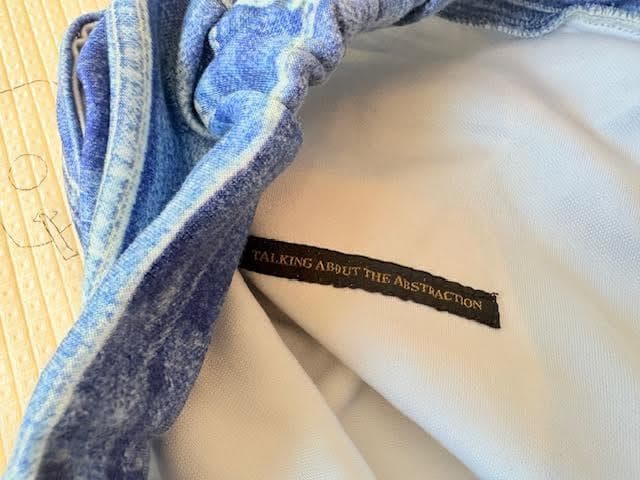 TALKING ABOUT THE ABSTRACTION